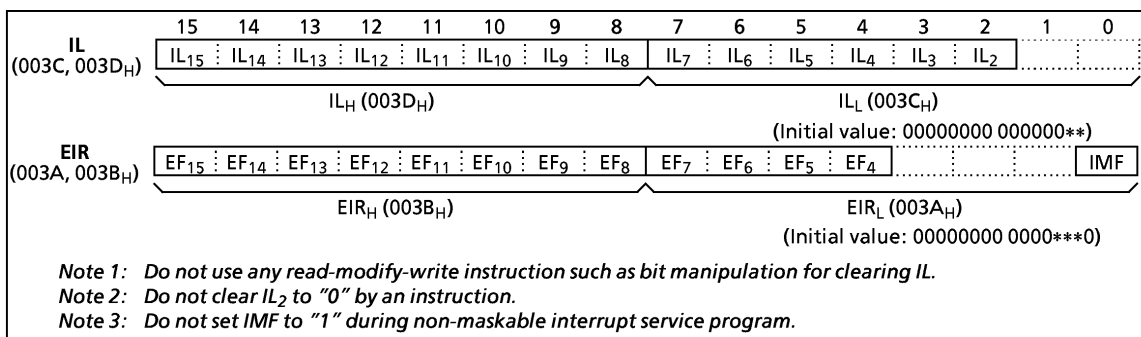 15 14 13 12 11 10 9 8 7 6 5 4 3 2 1 0
IL
(003C, 003DH)
IL15 IL14 IL13 IL12 IL11 IL10 IL9 IL8 IL7 IL6 IL5 IL4 IL3 IL2
ILH (003DH) ILL (003CH)
(Initial value: 00000000 000000**)
EIR
(003A, 003BH)
EF15 EF14 EF13 EF12 EF11 EF10 EF9 EF8 EF7 EF6 EF5 EF4 IMF
EIRH (003BH) EIRL (003AH)
(Initial value: 00000000 0000***0)
Note 1: Do not use any read-modify-write instruction such as bit manipulation for clearing IL.
Note 2: Do not clear IL2 to "0" by an instruction.
Note 3: Do not set IMF to "1" during non-maskable interrupt service program.